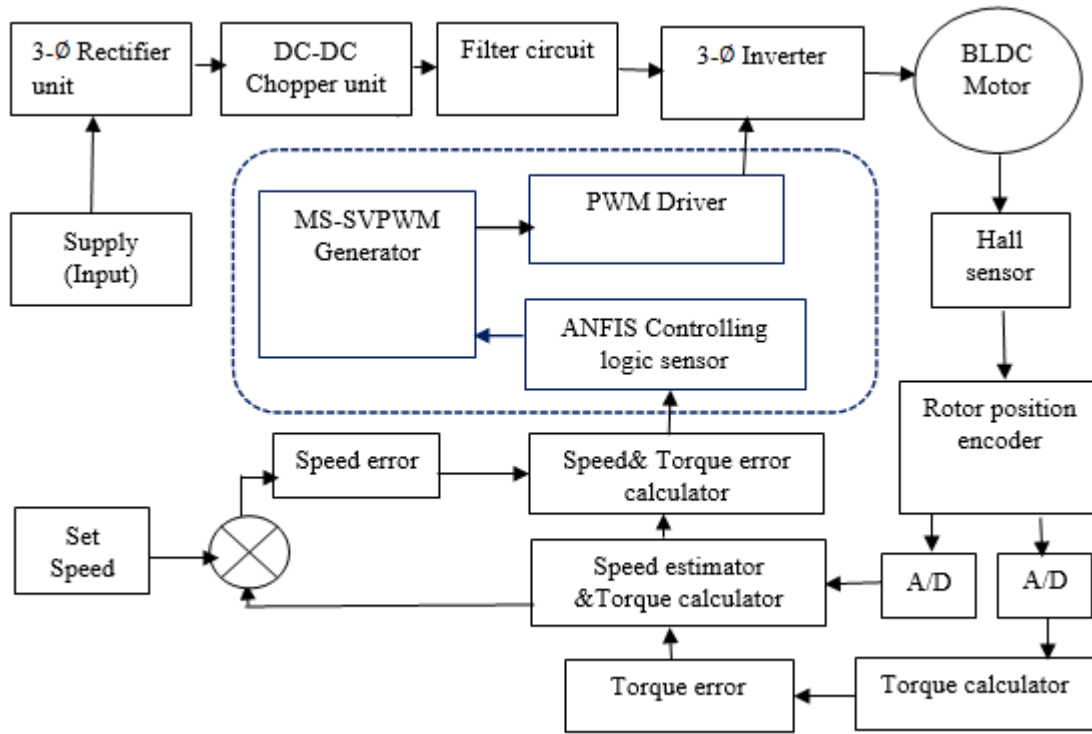 3-Ø Rectifier
unit
DC-DC
Chopper unit
Filter circuit
3-Ø Inverter
BLDC
Motor
Supply
(Input)
MS-SVPWM
Generator
PWM Driver
Hall
sensor
ANFIS Controlling
logic sensor
Rotor position
encoder
Speed error
Speed& Torque error
calculator
Set
Speed
Speed estimator
&Torque calculator
A/D
A/D
Torque error
Torque calculator